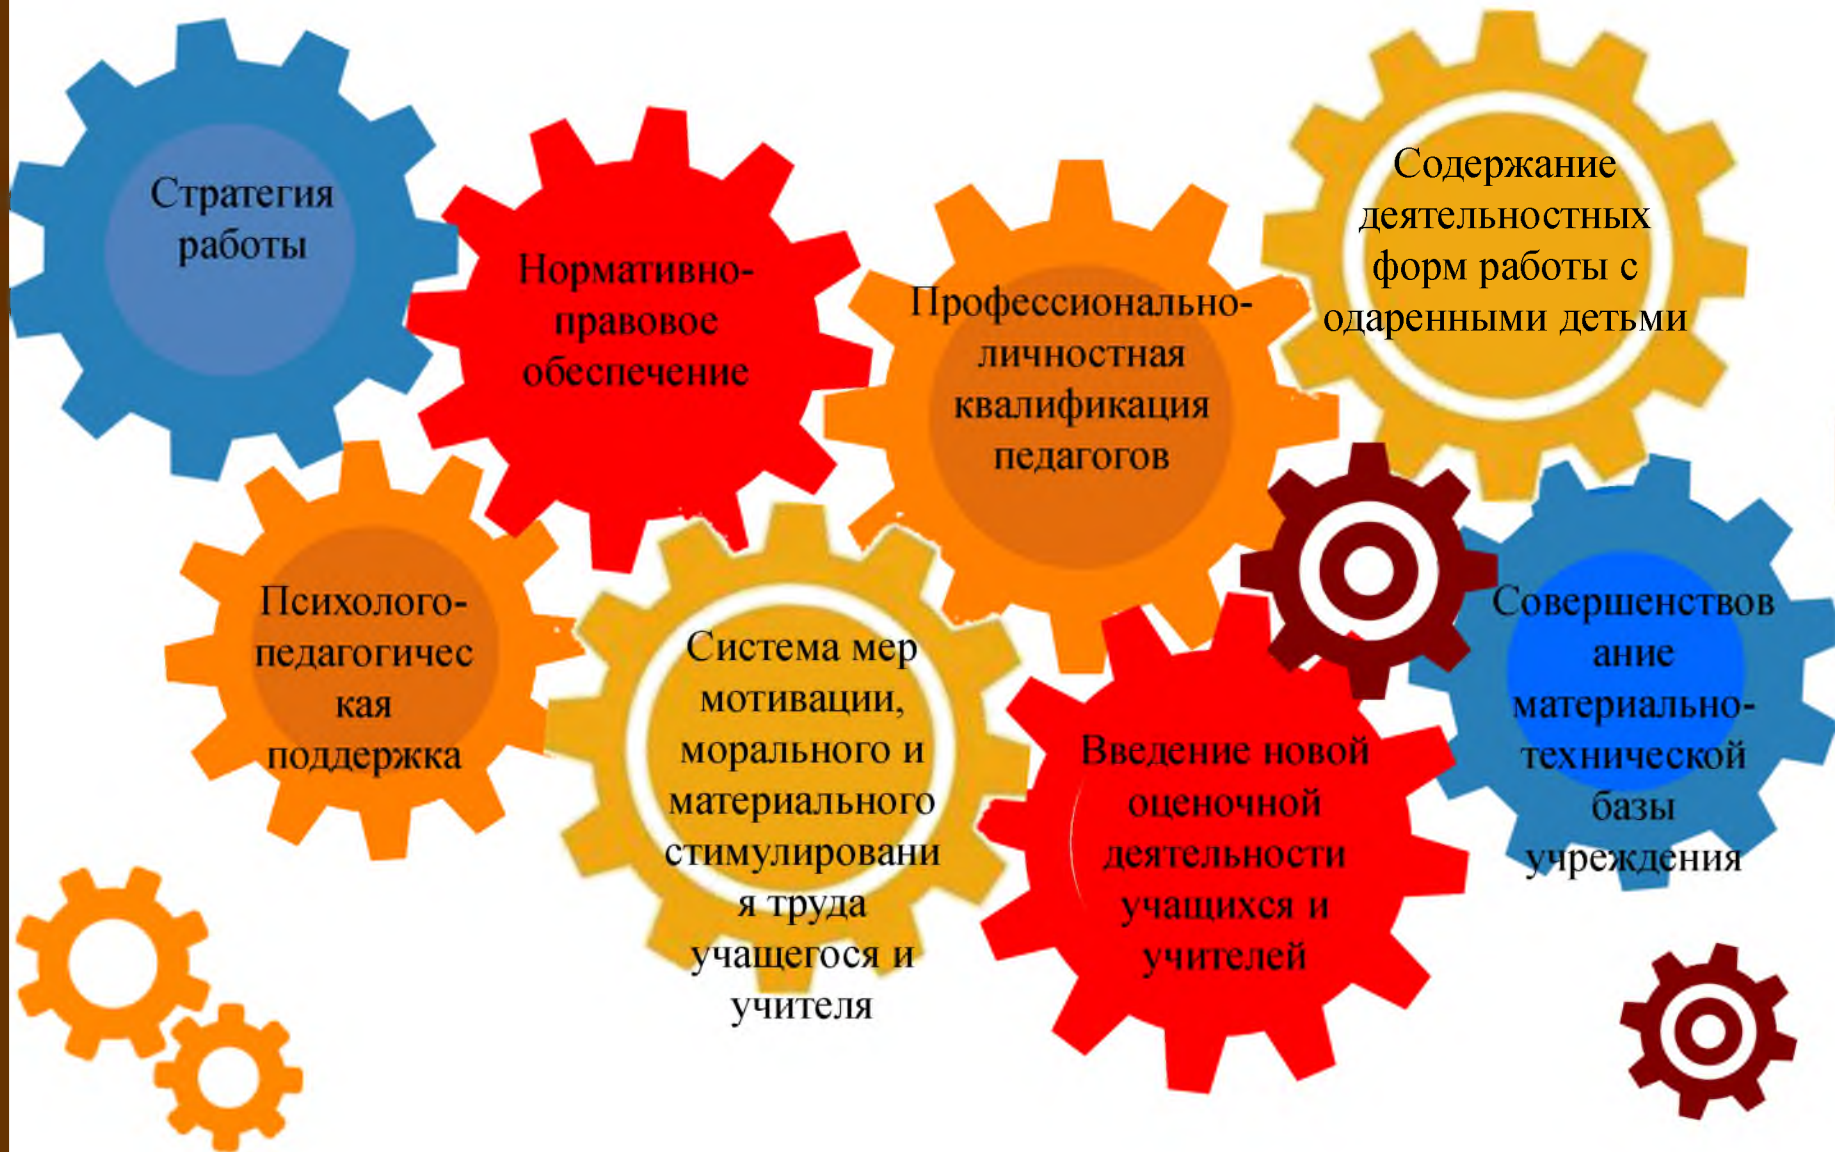 Стратегия
работы
Нормативно-
правовое
обеспечение
Профессионально-
личностная
квалификация
педагогов
Содержание
деятельностных
форм работы с
одаренными детьми
Психолого-
педагогичес
кая
поддержка
Система мер
мотивации,
морального и
материального
стимулировани
я труда
учащегося и
учителя
Введение новой
оценочной
деятельности
учащихся и
учителей
Совершенствов
ание
материально-
технической
базы
учреждения